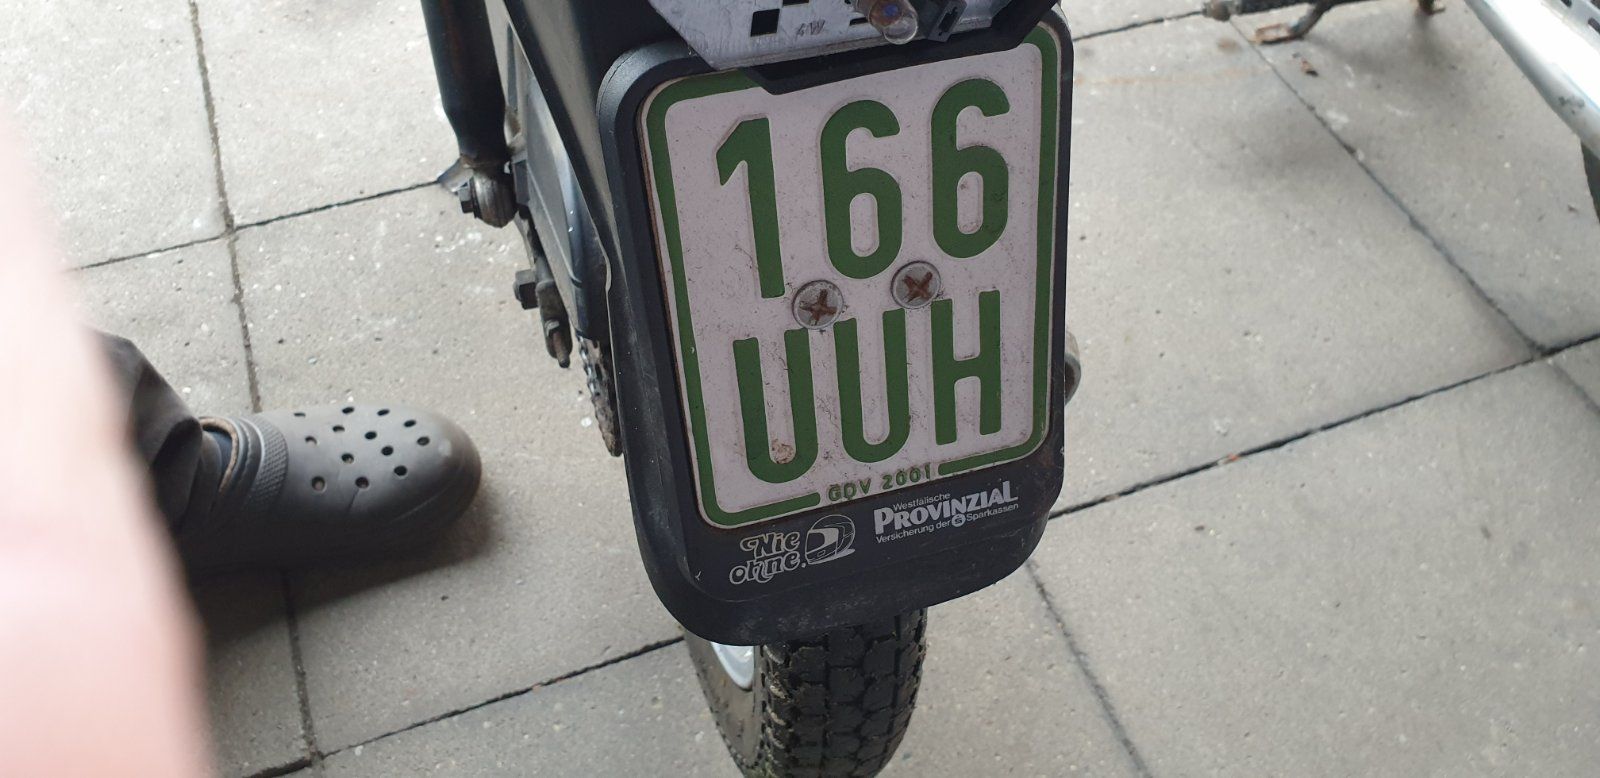 166
UUH
GDV 2001
Nie
ohne.
Westfälische
PROVINZIAL
Versicherung der S Sparkassen